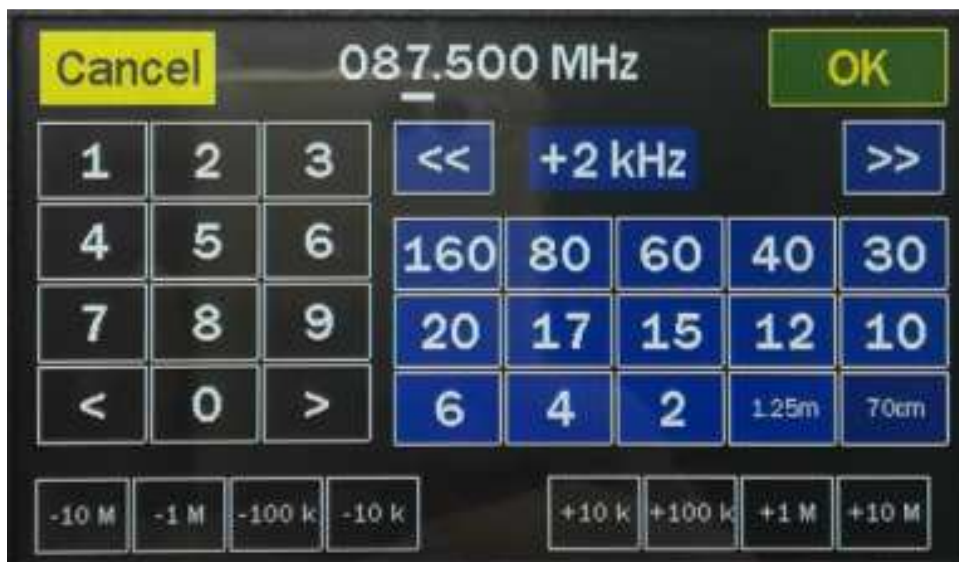 Cancel 087.500 MHz OK
1 2 3 << +2 kHz >>
4 5 6 160 80 60 40 30
7 8 9 20 17 15 12 10
< 0 > 6 4 2 1.25m 70cm
-10 M -1 M -100 k -10 k +10 k +100 k +1 M +10 M